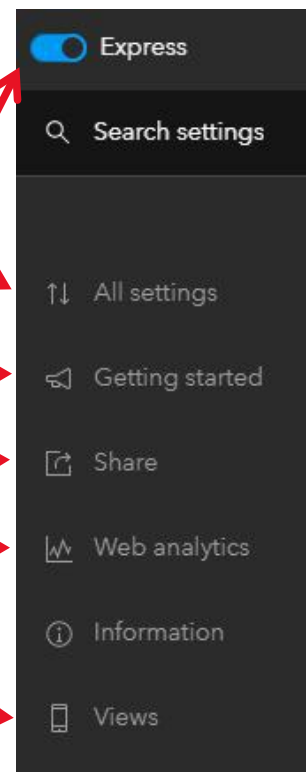 Express
Search settings
All settings
Getting started
Share
Web analytics
Information
Views